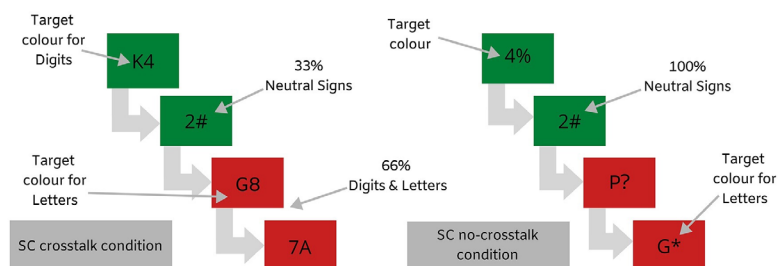 Target
colour for
Digits
K4
33%
Neutral Signs
2#
Target
colour for
Letters
G8
66%
Digits & Letters
7A
SC crosstalk condition
Target
colour
4%
100%
Neutral Signs
2#
P?
Target
colour for
Letters
G*
SC no-crosstalk
condition